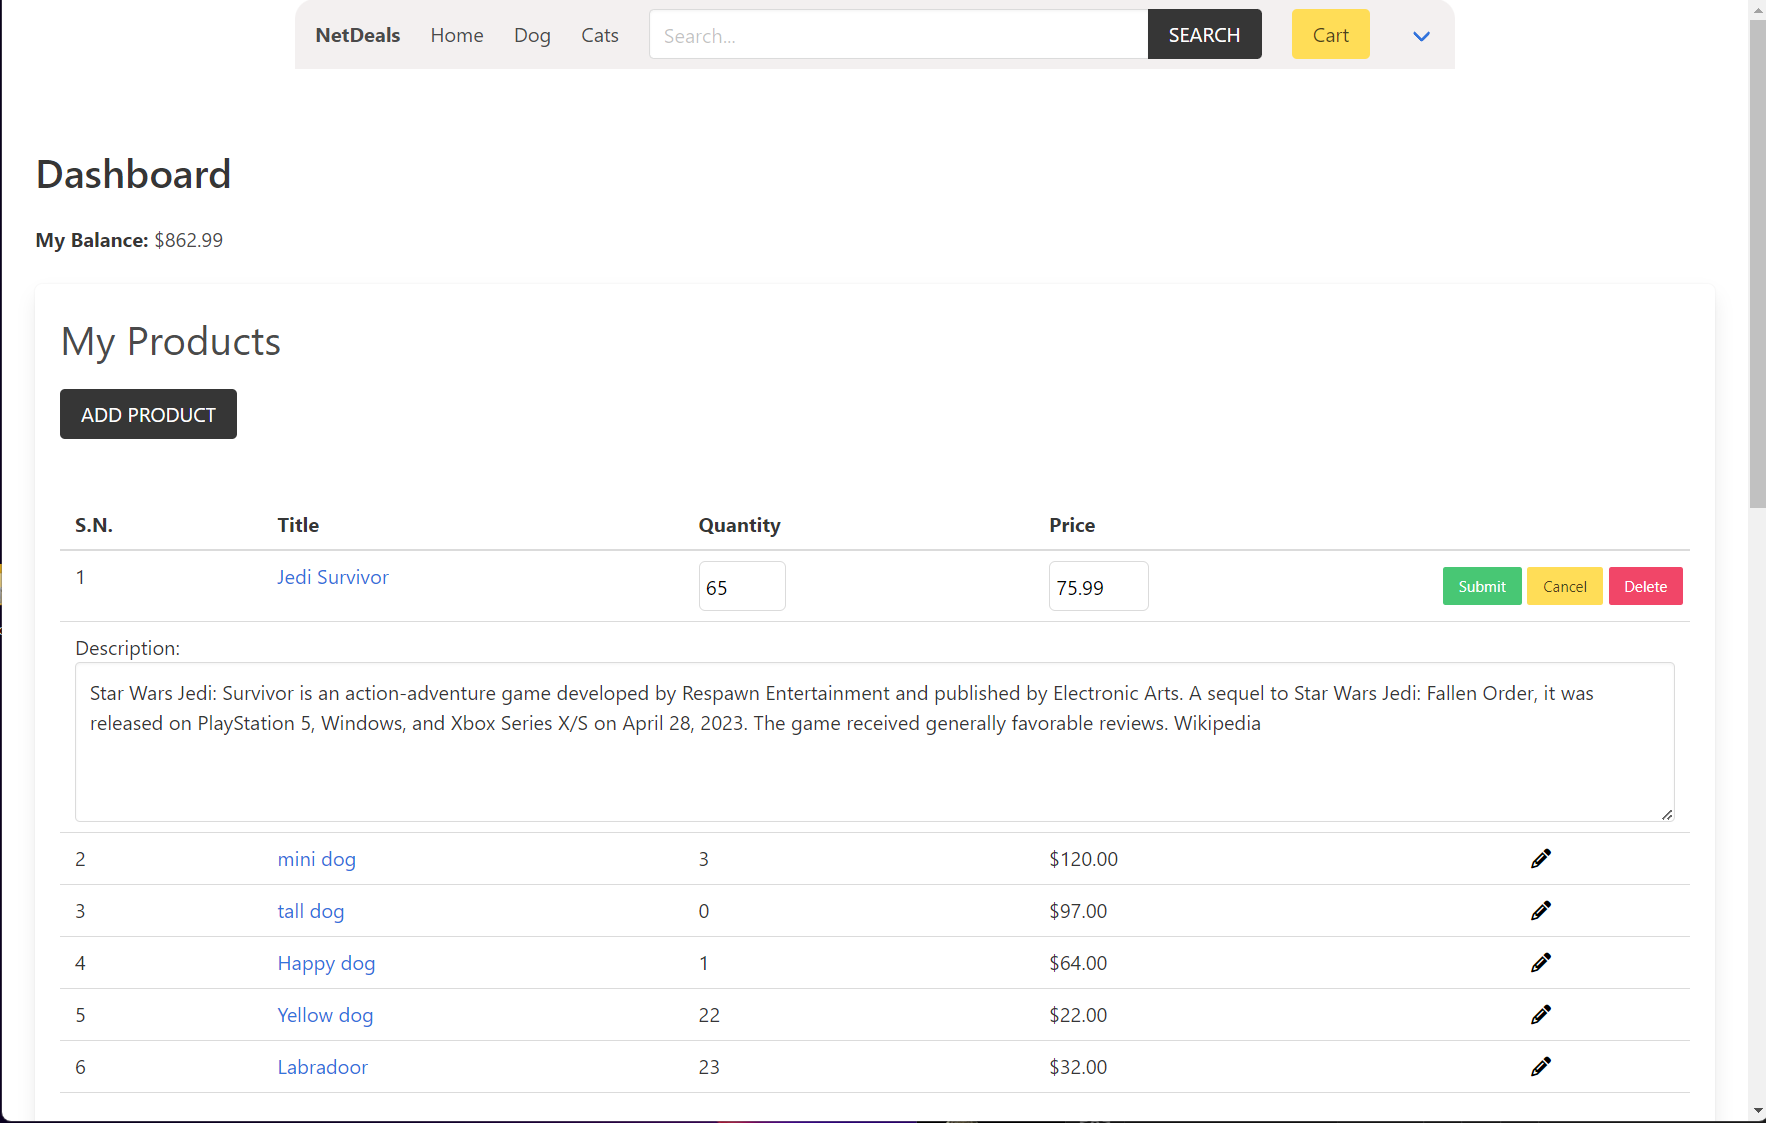 NetDeals Home Dog Cats Search... SEARCH Cart
Dashboard
My Balance: $862.99
My Products
ADD PRODUCT
S.N. Title Quantity Price
1 Jedi Survivor 65 75.99 Submit Cancel Delete
Description:
Star Wars Jedi: Survivor is an action-adventure game developed by Respawn Entertainment and published by Electronic Arts. A sequel to Star Wars Jedi: Fallen Order, it was
released on PlayStation 5, Windows, and Xbox Series X/S on April 28, 2023. The game received generally favorable reviews. Wikipedia
2 mini dog 3 $120.00
3 tall dog 0 $97.00
4 Happy dog 1 $64.00
5 Yellow dog 22 $22.00
6 Labradoor 23 $32.00